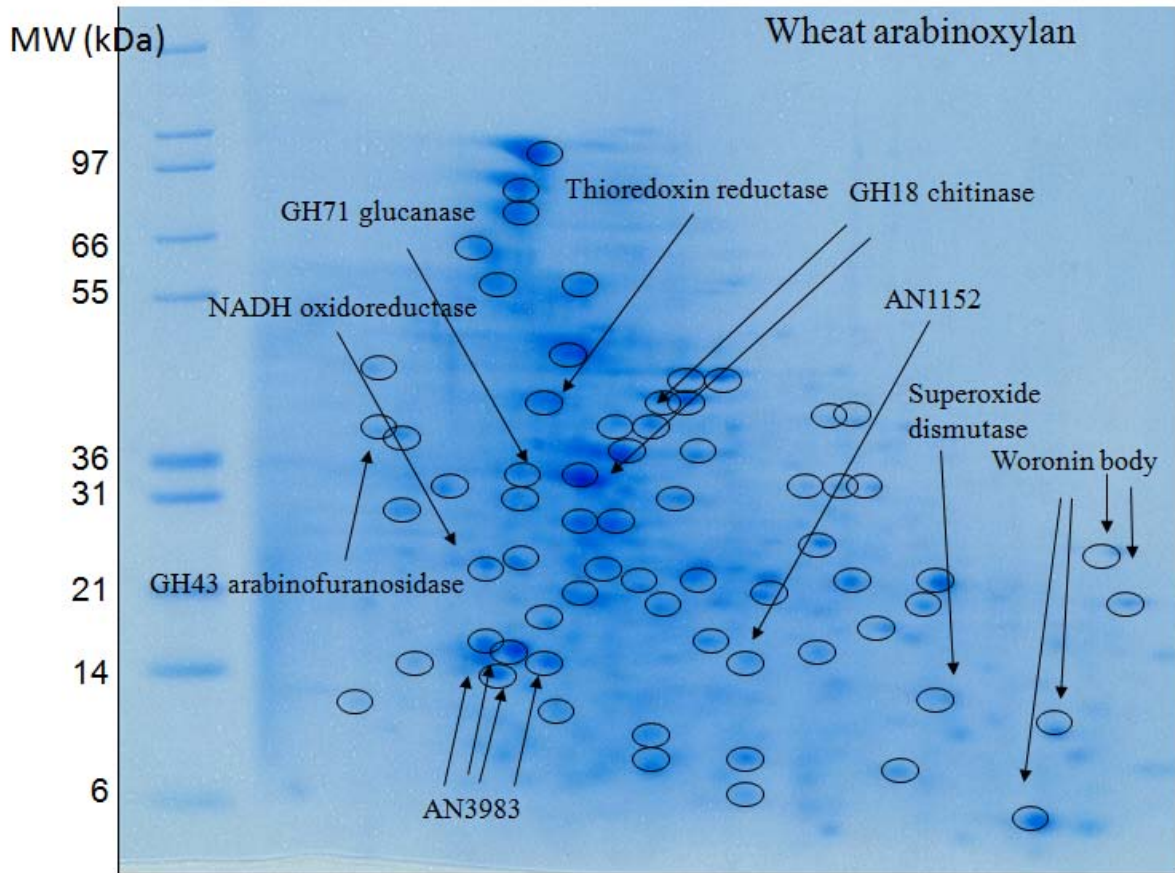 MW (kDa)
Wheat arabinoxylan
97
66
55
36
31
21
14
6
Thioredoxin reductase
GH18 chitinase
GH71 glucanase
NADH oxidoreductase
AN1152
Superoxide
dismutase
Woronin body
GH43 arabinofuranosidase
AN3983